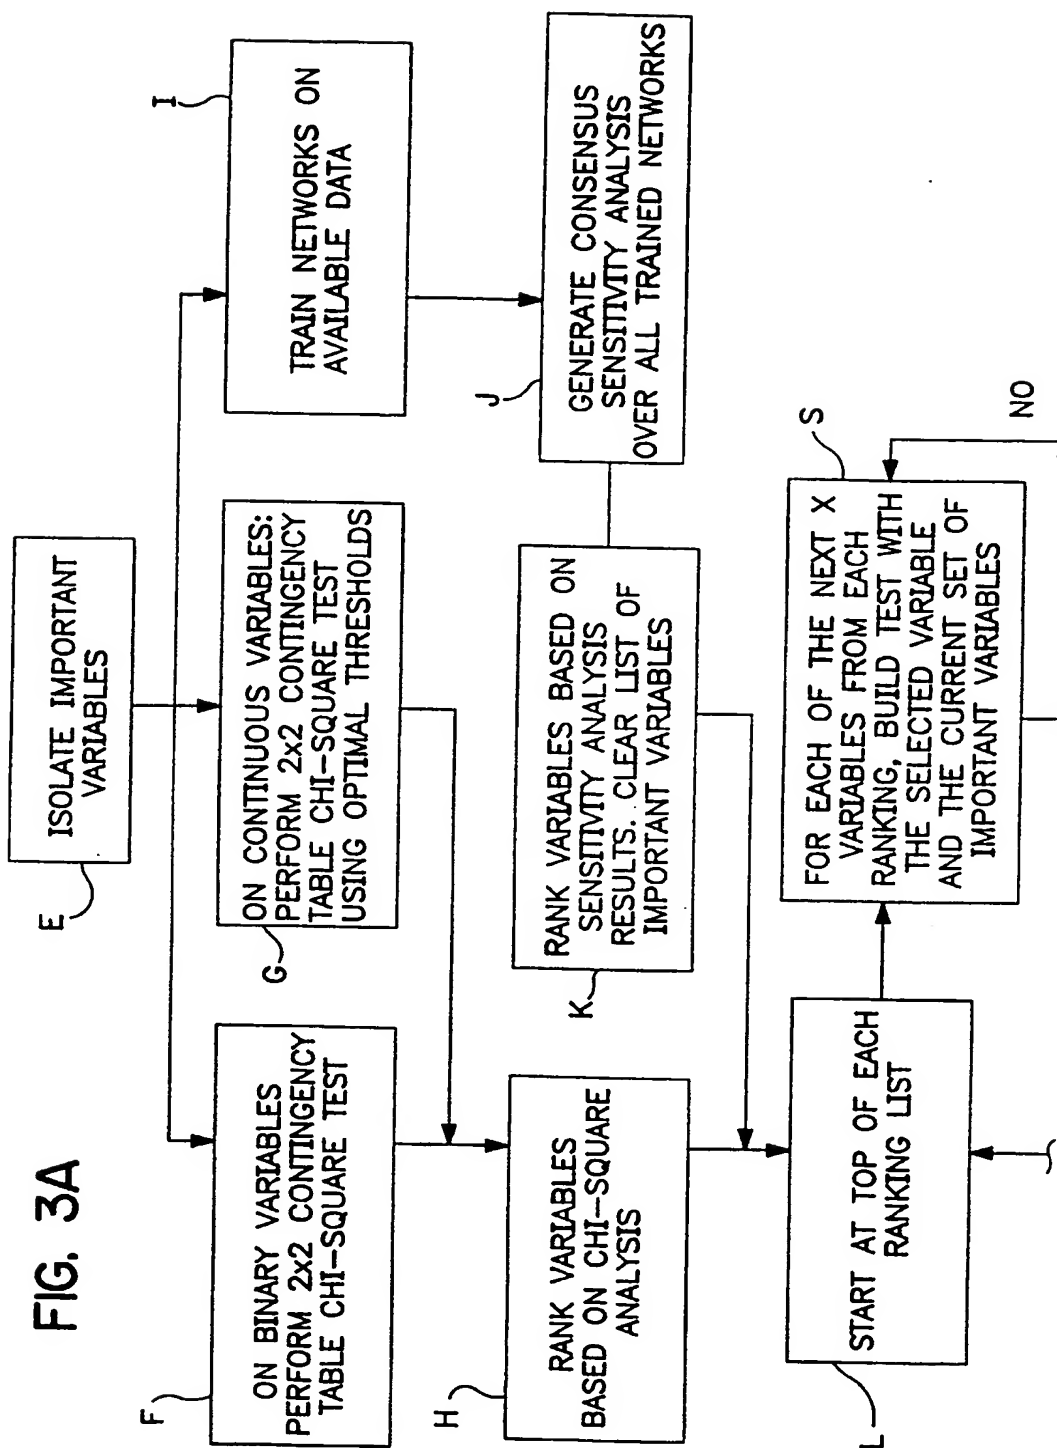 FIG. 3A
E
ISOLATE IMPORTANT
VARIABLES
F
ON BINARY VARIABLES
PERFORM 2x2 CONTINGENCY
TABLE CHI-SQUARE TEST
G
ON CONTINUOUS VARIABLES:
PERFORM 2x2 CONTINGENCY
TABLE CHI-SQUARE TEST
USING OPTIMAL THRESHOLDS
I
TRAIN NETWORKS ON
AVAILABLE DATA
H
RANK VARIABLES
BASED ON CHI-SQUARE
ANALYSIS
K
RANK VARIABLES BASED ON
SENSITIVITY ANALYSIS
RESULTS. CLEAR LIST OF
IMPORTANT VARIABLES
J
GENERATE CONSENSUS
SENSITIVITY ANALYSIS
OVER ALL TRAINED NETWORKS
L
START AT TOP OF EACH
RANKING LIST
S
FOR EACH OF THE NEXT X
VARIABLES FROM EACH
RANKING, BUILD TEST WITH
THE SELECTED VARIABLE
AND THE CURRENT SET OF
IMPORTANT VARIABLES
NO